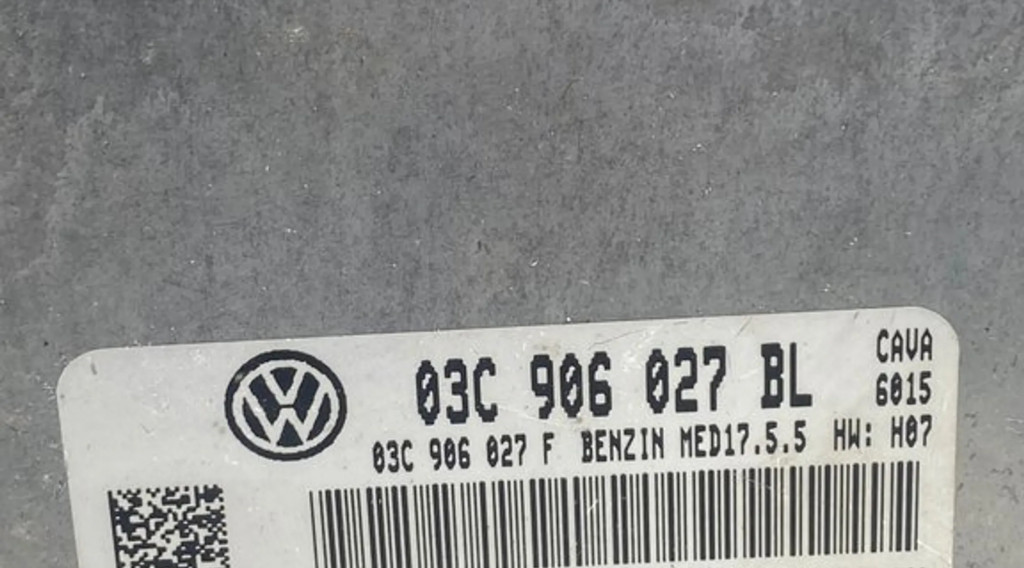 03C 906 027 BL
CAVA
6015
03C 906 027 F BENZIN MED17.5.5 HW: H07